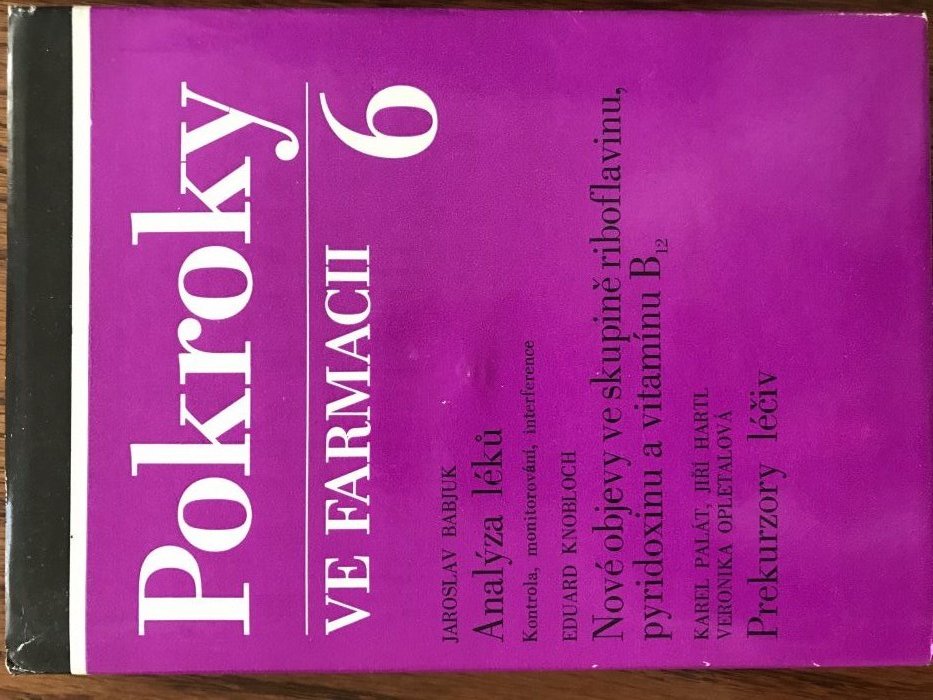 Pokroky
VE FARMACII 6
JAROSLAV BABJUK
Analýza léků
Kontrola, monitorování, interference
EDUARD KNOBLOCH
Nové objevy ve skupině riboflavinu,
pyridoxinu a vitamínu B12
KAREL PALÁT, JIŘÍ HARTL
VERONIKA OPLETALOVÁ
Prekurzory léčiv